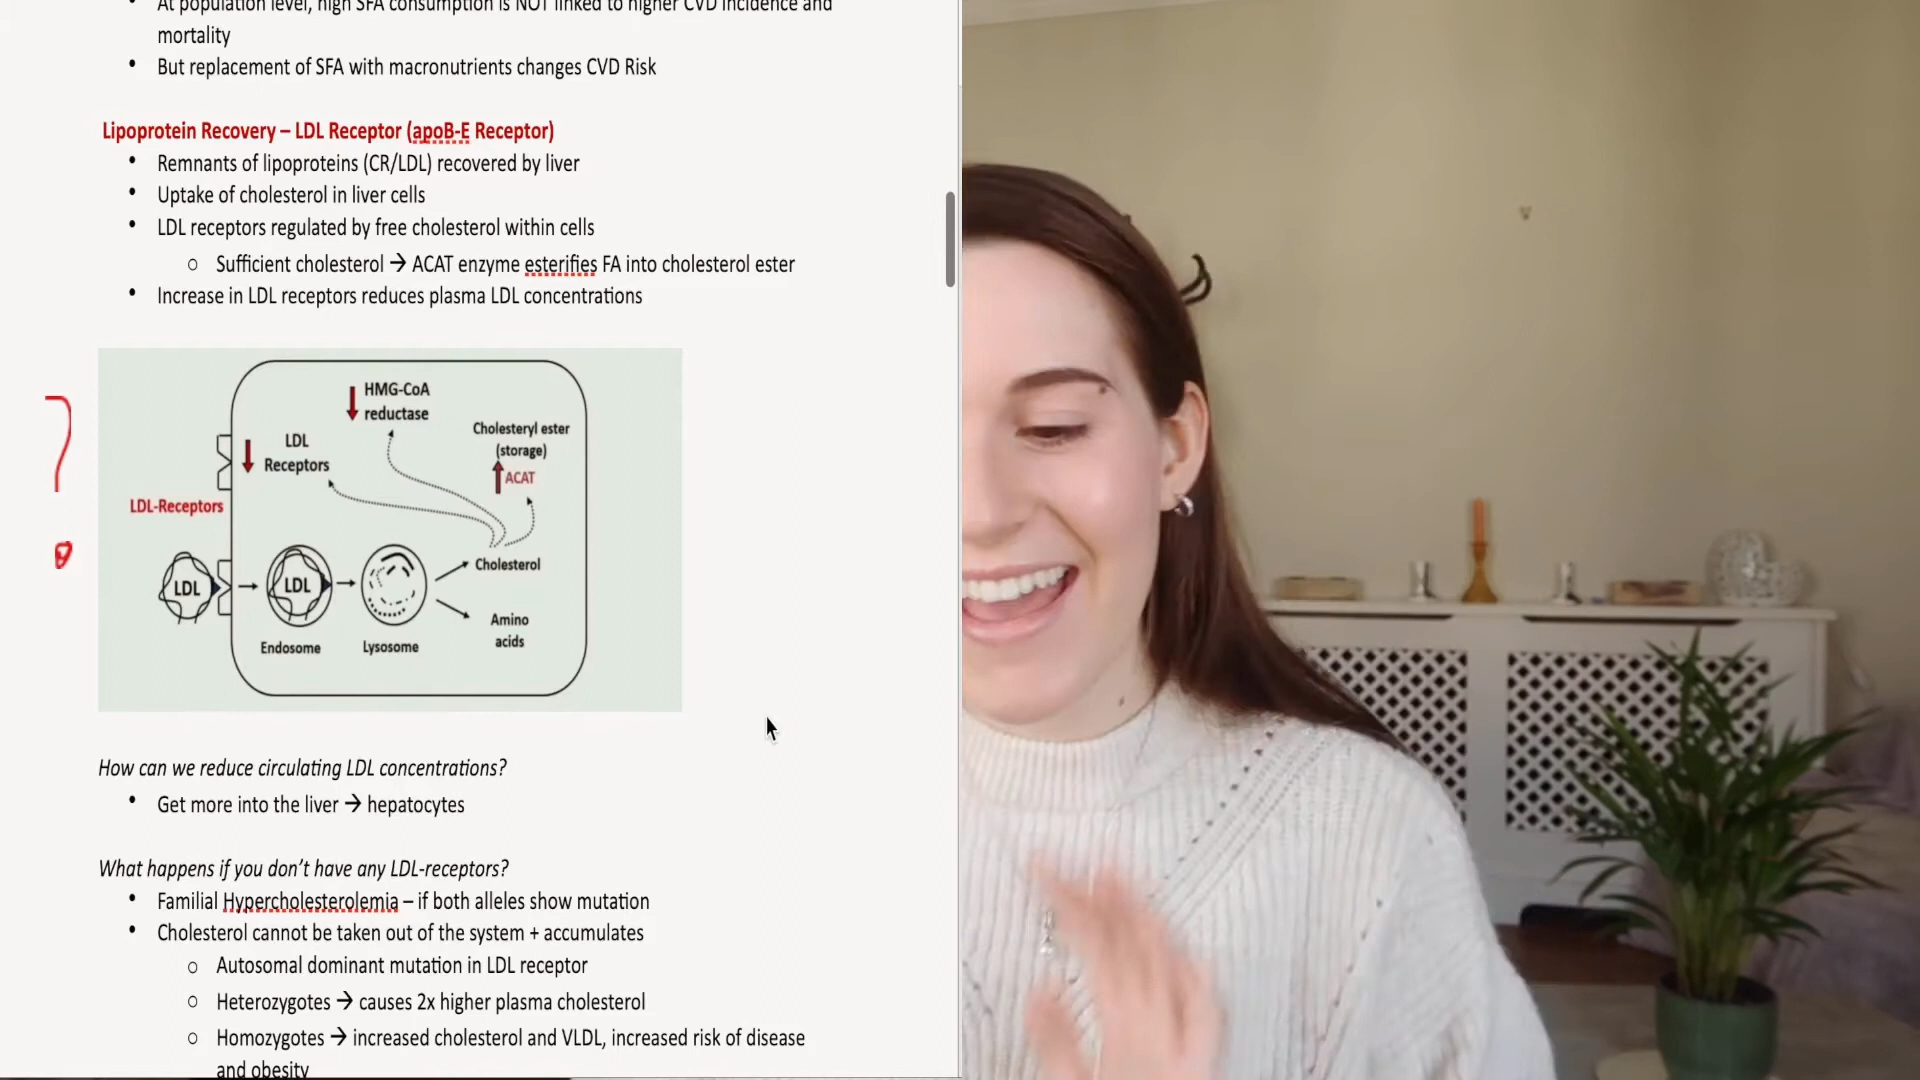 At population level, high SFA consumption is NOT linked to higher CVD incidence and
mortality
• But replacement of SFA with macronutrients changes CVD Risk
Lipoprotein Recovery – LDL Receptor (apoB-E Receptor)
• Remnants of lipoproteins (CR/LDL) recovered by liver
• Uptake of cholesterol in liver cells
• LDL receptors regulated by free cholesterol within cells
o Sufficient cholesterol → ACAT enzyme esterifies FA into cholesterol ester
• Increase in LDL receptors reduces plasma LDL concentrations
HMG-CoA
reductase
Cholesteryl ester
(storage)
ACAT
LDL
Receptors
LDL-Receptors
?
LDL
LDL
Cholesterol
Amino
acids
Endosome
Lysosome
How can we reduce circulating LDL concentrations?
• Get more into the liver → hepatocytes
What happens if you don’t have any LDL-receptors?
• Familial Hypercholesterolemia – if both alleles show mutation
• Cholesterol cannot be taken out of the system + accumulates
o Autosomal dominant mutation in LDL receptor
o Heterozygotes → causes 2x higher plasma cholesterol
o Homozygotes → increased cholesterol and VLDL, increased risk of disease
and obesity